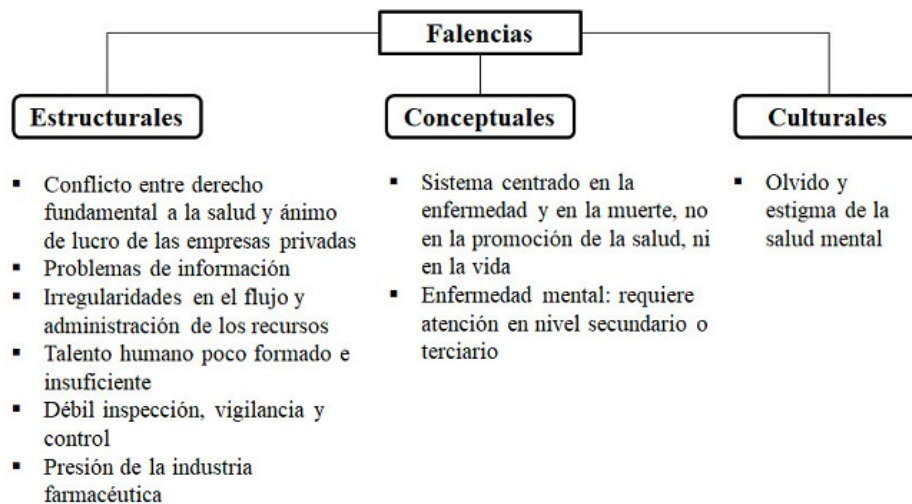 Falencias
Estructurales
▪ Conflicto entre derecho
fundamental a la salud y ánimo
de lucro de las empresas privadas
▪ Problemas de información
▪ Irregularidades en el flujo y
administración de los recursos
▪ Talento humano poco formado e
insuficiente
▪ Débil inspección, vigilancia y
control
▪ Presión de la industria
farmacéutica
Conceptuales
▪ Sistema centrado en la
enfermedad y en la muerte, no
en la promoción de la salud, ni
en la vida
▪ Enfermedad mental: requiere
atención en nivel secundario o
terciario
Culturales
▪ Olvido y
estigma de la
salud mental